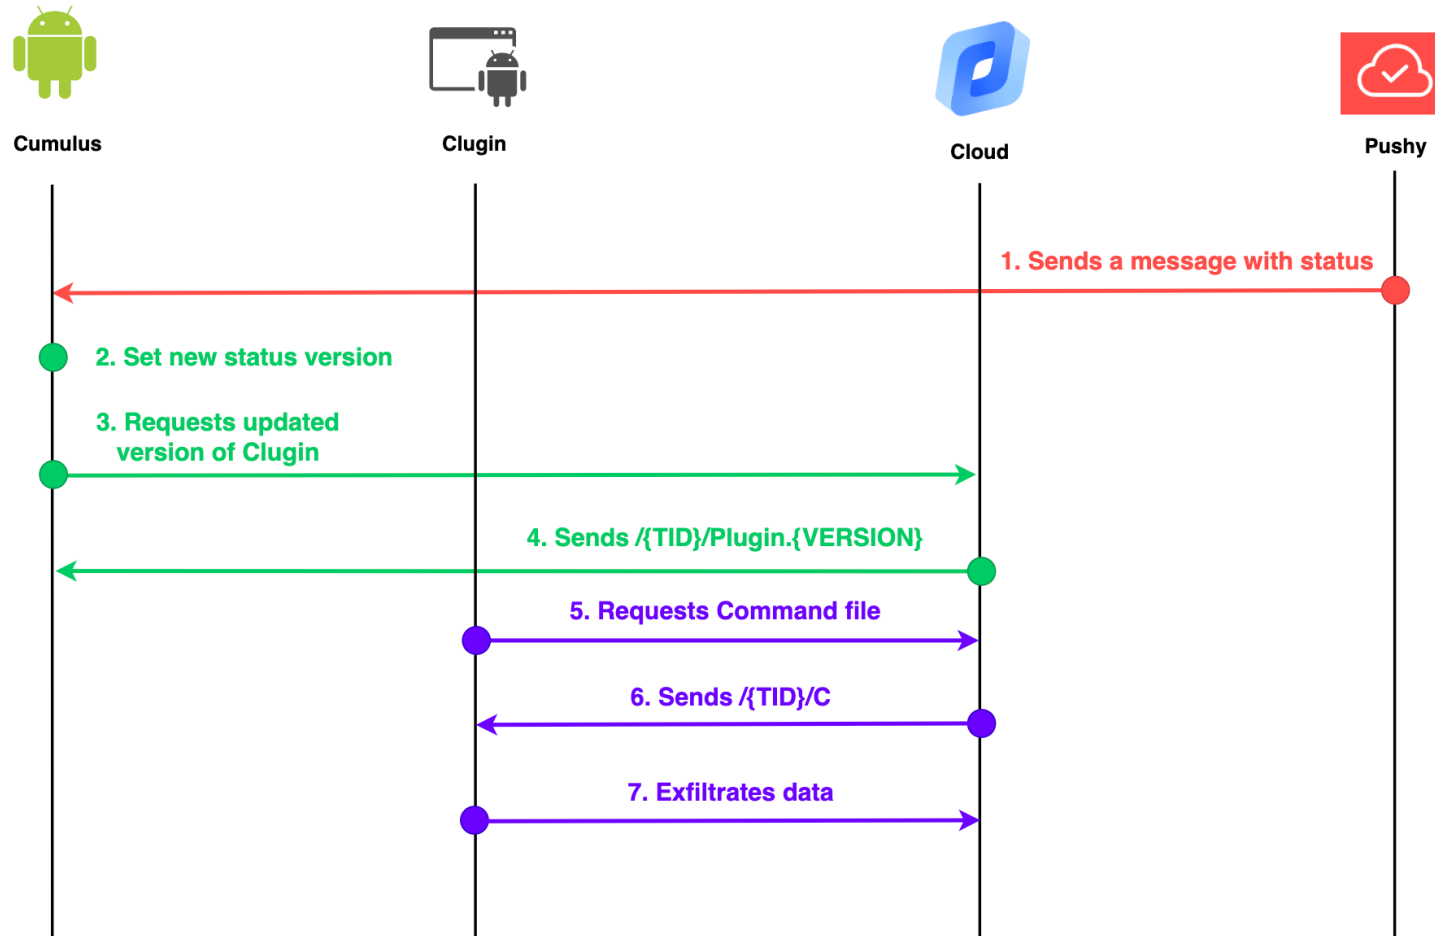 Cumulus
Clugin
Cloud
Pushy
1. Sends a message with status
2. Set new status version
3. Requests updated
version of Clugin
4. Sends /{TID}/Plugin.{VERSION}
5. Requests Command file
6. Sends /{TID}/C
7. Exfiltrates data